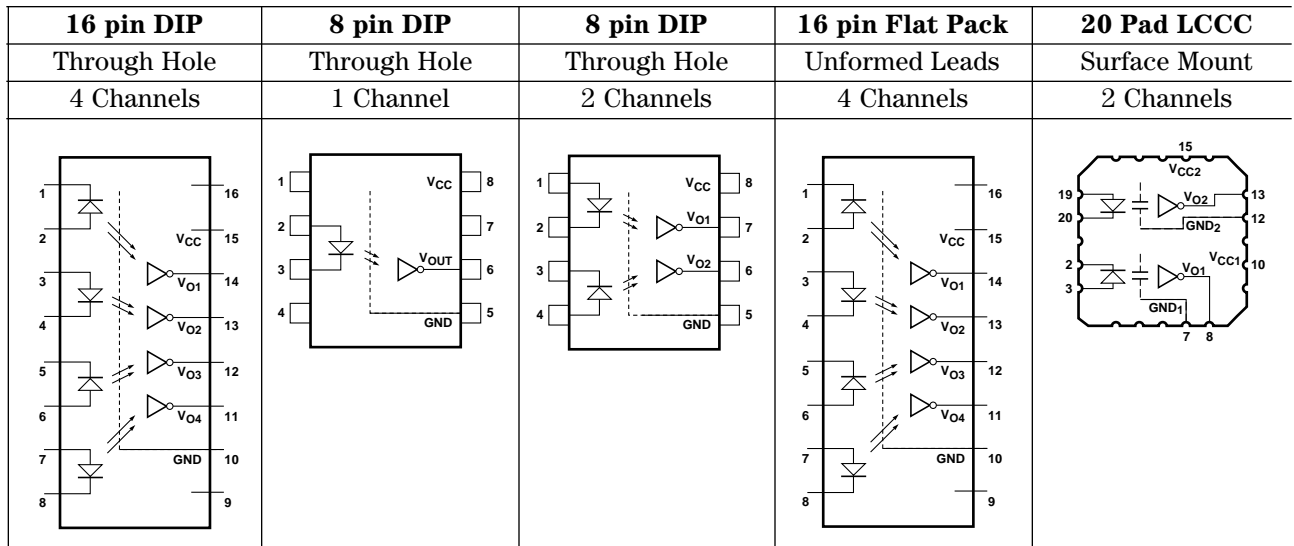 16 pin DIP 8 pin DIP 8 pin DIP 16 pin Flat Pack 20 Pad LCCC
Through Hole Through Hole Through Hole Unformed Leads Surface Mount
4 Channels 1 Channel 2 Channels 4 Channels 2 Channels
1 16
2 VCC 15
3 VO1 14
4 VO2 13
5 VO3 12
6 VO4 11
7 GND 10
8 9
1 VCC 8
2 7
3 VOUT 6
4 GND 5
1 VCC 8
2 VO1 7
3 VO2 6
4 GND 5
1 16
2 VCC 15
3 VO1 14
4 VO2 13
5 VO3 12
6 VO4 11
7 GND 10
8 9
15
VCC2
19 VO2 13
20 GND2 12
2 VO1 VCC1 10
3 GND1
7 8